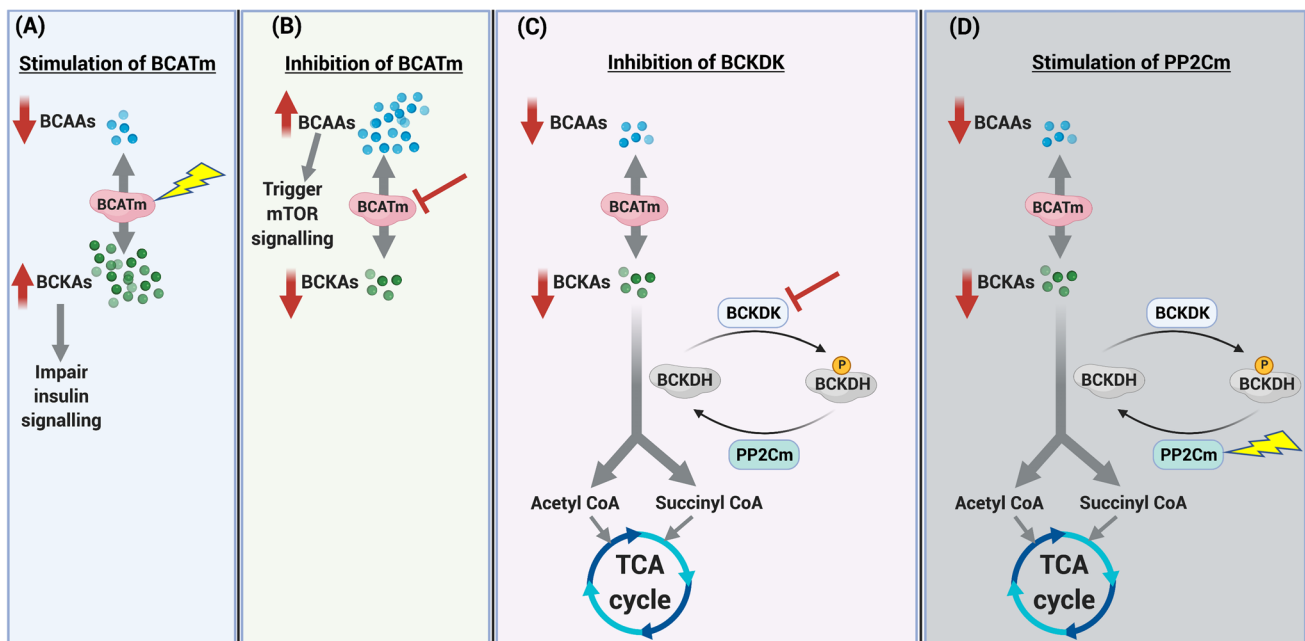 (A)
Stimulation of BCATm
BCAAs
BCATm
BCKAs
Impair
insulin
signalling
(B)
Inhibition of BCATm
BCAAs
Trigger
mTOR
signalling
BCATm
BCKAs
(C)
Inhibition of BCKDK
BCAAs
BCATm
BCKAs
BCKDK
BCKDH
P
BCKDH
PP2Cm
Acetyl CoA
Succinyl CoA
TCA
cycle
(D)
Stimulation of PP2Cm
BCAAs
BCATm
BCKAs
BCKDK
BCKDH
P
BCKDH
PP2Cm
Acetyl CoA
Succinyl CoA
TCA
cycle